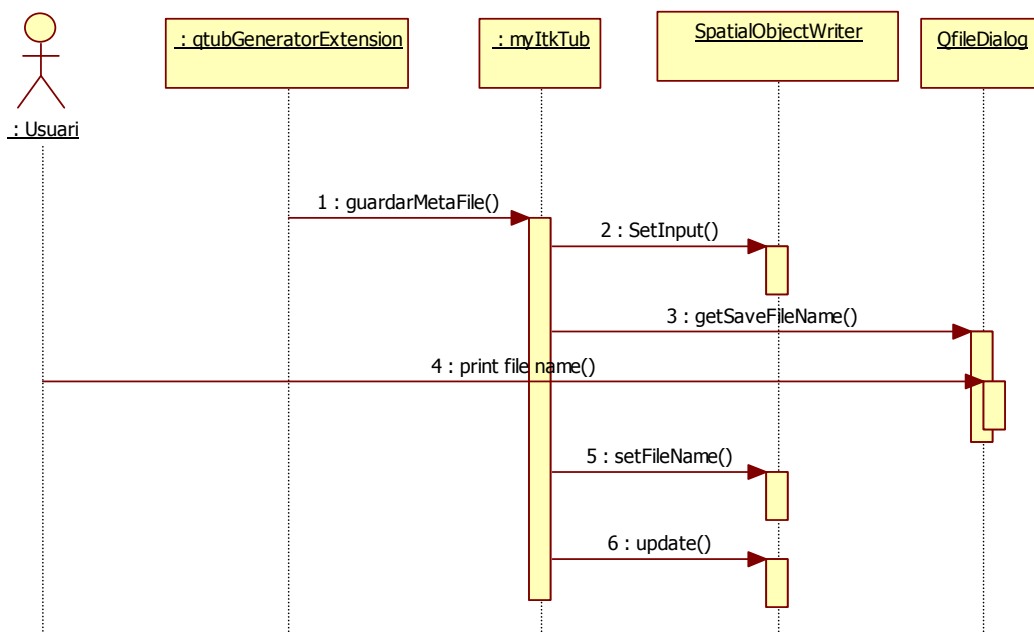 : qtubGeneratorExtension
: myItkTub
SpatialObjectWriter
QfileDialog
: Usuari
1 : guardarMetaFile()
2 : SetInput()
3 : getSaveFileName()
4 : print file name()
5 : setFileName()
6 : update()